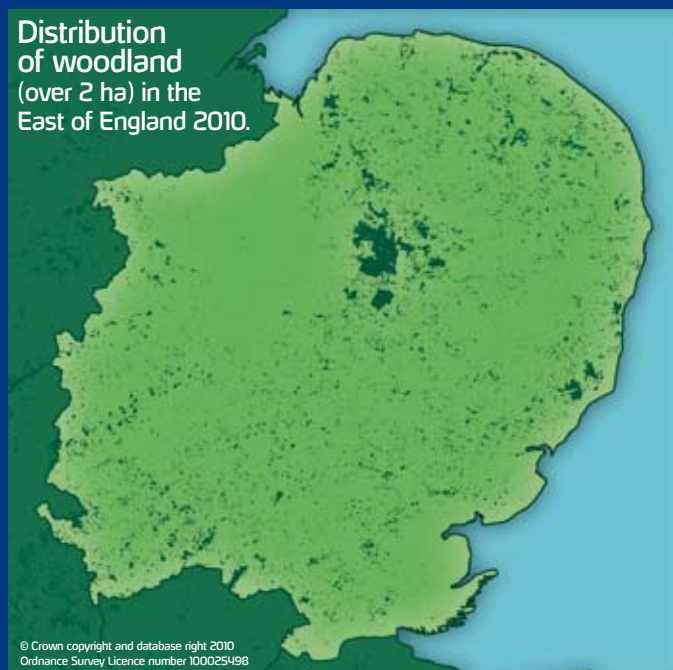 Distribution
of woodland
(over 2 ha) in the
East of England 2010.
© Crown copyright and database right 2010
Ordnance Survey Licence number 100025498